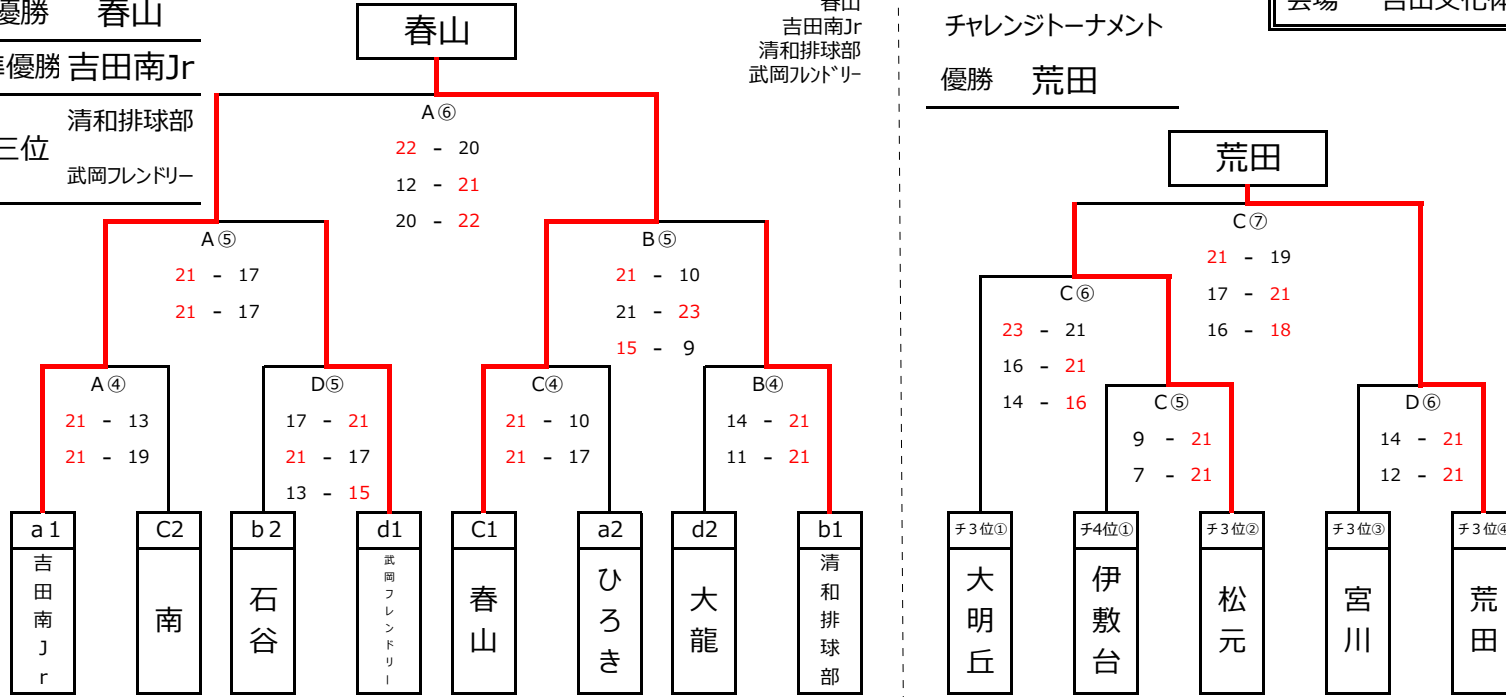 優勝 春山
準優勝 吉田南Jr
三位 清和排球部
武岡フレンドリー
春山
春山
吉田南Jr
清和排球部
武岡フレンドリー
A⑥
22 - 20
12 - 21
20 - 22
A⑤
21 - 17
21 - 17
B⑤
21 - 10
21 - 23
15 - 9
A④
21 - 13
21 - 19
D⑤
17 - 21
21 - 17
13 - 15
C④
21 - 10
21 - 17
B④
14 - 21
11 - 21
a1 C2 b2 d1 C1 a2 d2 b1
吉田南Jr
南
石谷
武岡フレンドリー
春山
ひろき
大龍
清和排球部
チャレンジトーナメント
優勝 荒田
荒田
C⑦
21 - 19
17 - 21
16 - 18
C⑥
23 - 21
16 - 21
14 - 16
C⑤
9 - 21
7 - 21
D⑥
14 - 21
12 - 21
チ3位① チ4位① チ3位② チ3位③ チ3位④
大明丘
伊敷台
松元
宮川
荒田